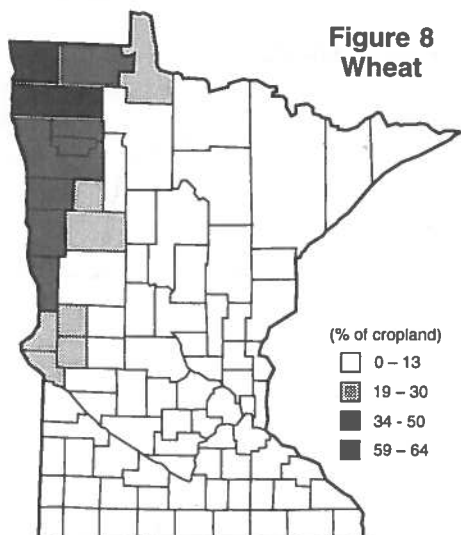 Figure 8
Wheat
(% of cropland)
0 – 13
19 – 30
34 - 50
59 – 64